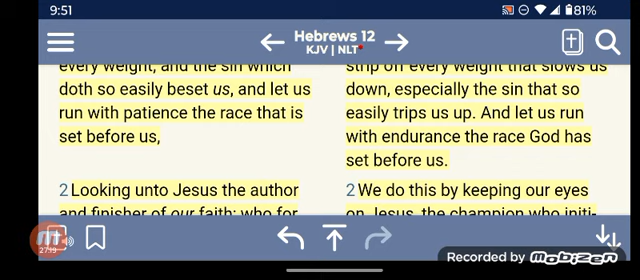 9:51
81%
Hebrews 12
KJV | NLT
every weight, and the sin which
doth so easily beset us, and let us
run with patience the race that is
set before us,
2 Looking unto Jesus the author
and finisher of our faith; who for
strip off every weight that slows us
down, especially the sin that so
easily trips us up. And let us run
with endurance the race God has
set before us.
2 We do this by keeping our eyes
on Jesus, the champion who initi-
27:19
Recorded by Mobizen